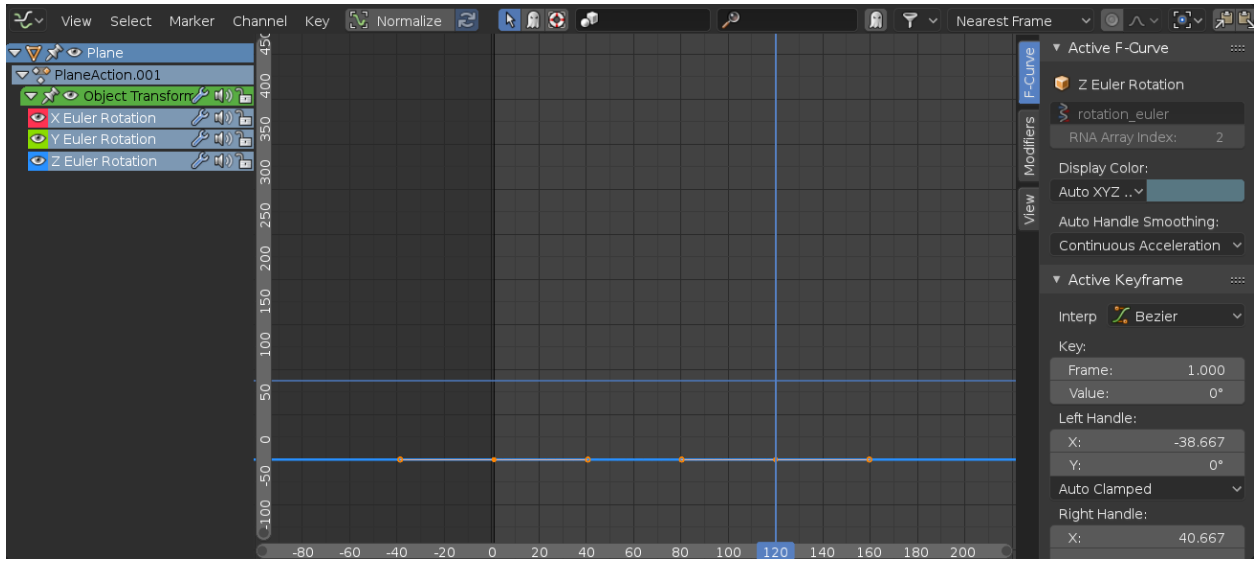 View Select Marker Channel Key Normalize Nearest Frame
Plane
PlaneAction.001
Object Transform
X Euler Rotation
Y Euler Rotation
Z Euler Rotation
450
400
350
300
250
200
150
100
50
0
-50
-100
-80 -60 -40 -20 0 20 40 60 80 100 120 140 160 180 200
F-Curve
Modifiers
View
Active F-Curve
Z Euler Rotation
rotation_euler
RNA Array Index: 2
Display Color:
Auto XYZ ..
Auto Handle Smoothing:
Continuous Acceleration
Active Keyframe
Interp Bezier
Key:
Frame: 1.000
Value: 0°
Left Handle:
X: -38.667
Y: 0°
Auto Clamped
Right Handle:
X: 40.667